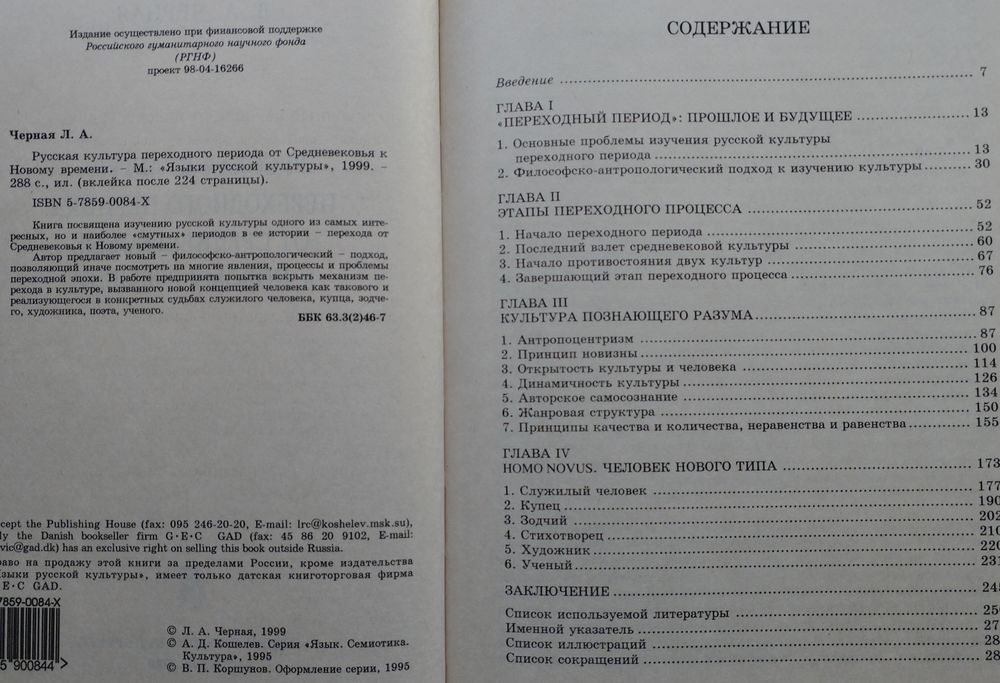 Издание осуществлено при финансовой поддержке
Российского гуманитарного научного фонда
(РГНФ)
проект 98-04-16266
Черная Л. А.
Русская культура переходного периода от Средневековья к
Новому времени. – М.: «Языки русской культуры», 1999. –
288 с., ил. (вклейка после 224 страницы).
ISBN 5-7859-0084-X
Книга посвящена изучению русской культуры одного из самых инте-
ресных, но и наиболее «смутных» периодов в ее истории – перехода от
Средневековья к Новому времени.
Автор предлагает новый – философско-антропологический – подход,
позволяющий иначе посмотреть на многие явления, процессы и проблемы
переходной эпохи. В работе предпринята попытка вскрыть механизм пе-
рехода в культуре, вызванного новой концепцией человека как такового и
реализующегося в конкретных судьбах служилого человека, купца, зодче-
го, художника, поэта, ученого.
ББК 63.3(2)46-7
cept the Publishing House (fax: 095 246-20-20, E-mail: lrc@koshelev.msk.su),
ly the Danish bookseller firm G·E·C GAD (fax: 45 86 20 9102, E-mail:
vic@gad.dk) has an exclusive right on selling this book outside Russia.
раво на продажу этой книги за пределами России, кроме издательства
Языки русской культуры», имеет только датская книготорговая фирма
·E·C GAD.
7859-0084-X
5 900844 >
© Л. А. Черная, 1999
© А. Д. Кошелев. Серия «Язык. Семиотика.
Культура», 1995
© В. П. Коршунов. Оформление серии, 1995
СОДЕРЖАНИЕ
Введение 7
ГЛАВА I
«ПЕРЕХОДНЫЙ ПЕРИОД»: ПРОШЛОЕ И БУДУЩЕЕ 13
1. Основные проблемы изучения русской культуры
переходного периода 13
2. Философско-антропологический подход к изучению культуры 30
ГЛАВА II
ЭТАПЫ ПЕРЕХОДНОГО ПРОЦЕССА 52
1. Начало переходного периода 52
2. Последний взлет средневековой культуры 60
3. Начало противостояния двух культур 67
4. Завершающий этап переходного процесса 76
ГЛАВА III
КУЛЬТУРА ПОЗНАЮЩЕГО РАЗУМА 87
1. Антропоцентризм 87
2. Принцип новизны 100
3. Открытость культуры и человека 114
4. Динамичность культуры 126
5. Авторское самосознание 134
6. Жанровая структура 150
7. Принципы качества и количества, неравенства и равенства 155
ГЛАВА IV
HOMO NOVUS. ЧЕЛОВЕК НОВОГО ТИПА 173
1. Служилый человек 177
2. Купец 190
3. Зодчий 202
4. Стихотворец 210
5. Художник 220
6. Ученый 231
ЗАКЛЮЧЕНИЕ 245
Список используемой литературы 25
Именной указатель 27
Список иллюстраций 28
Список сокращений 28